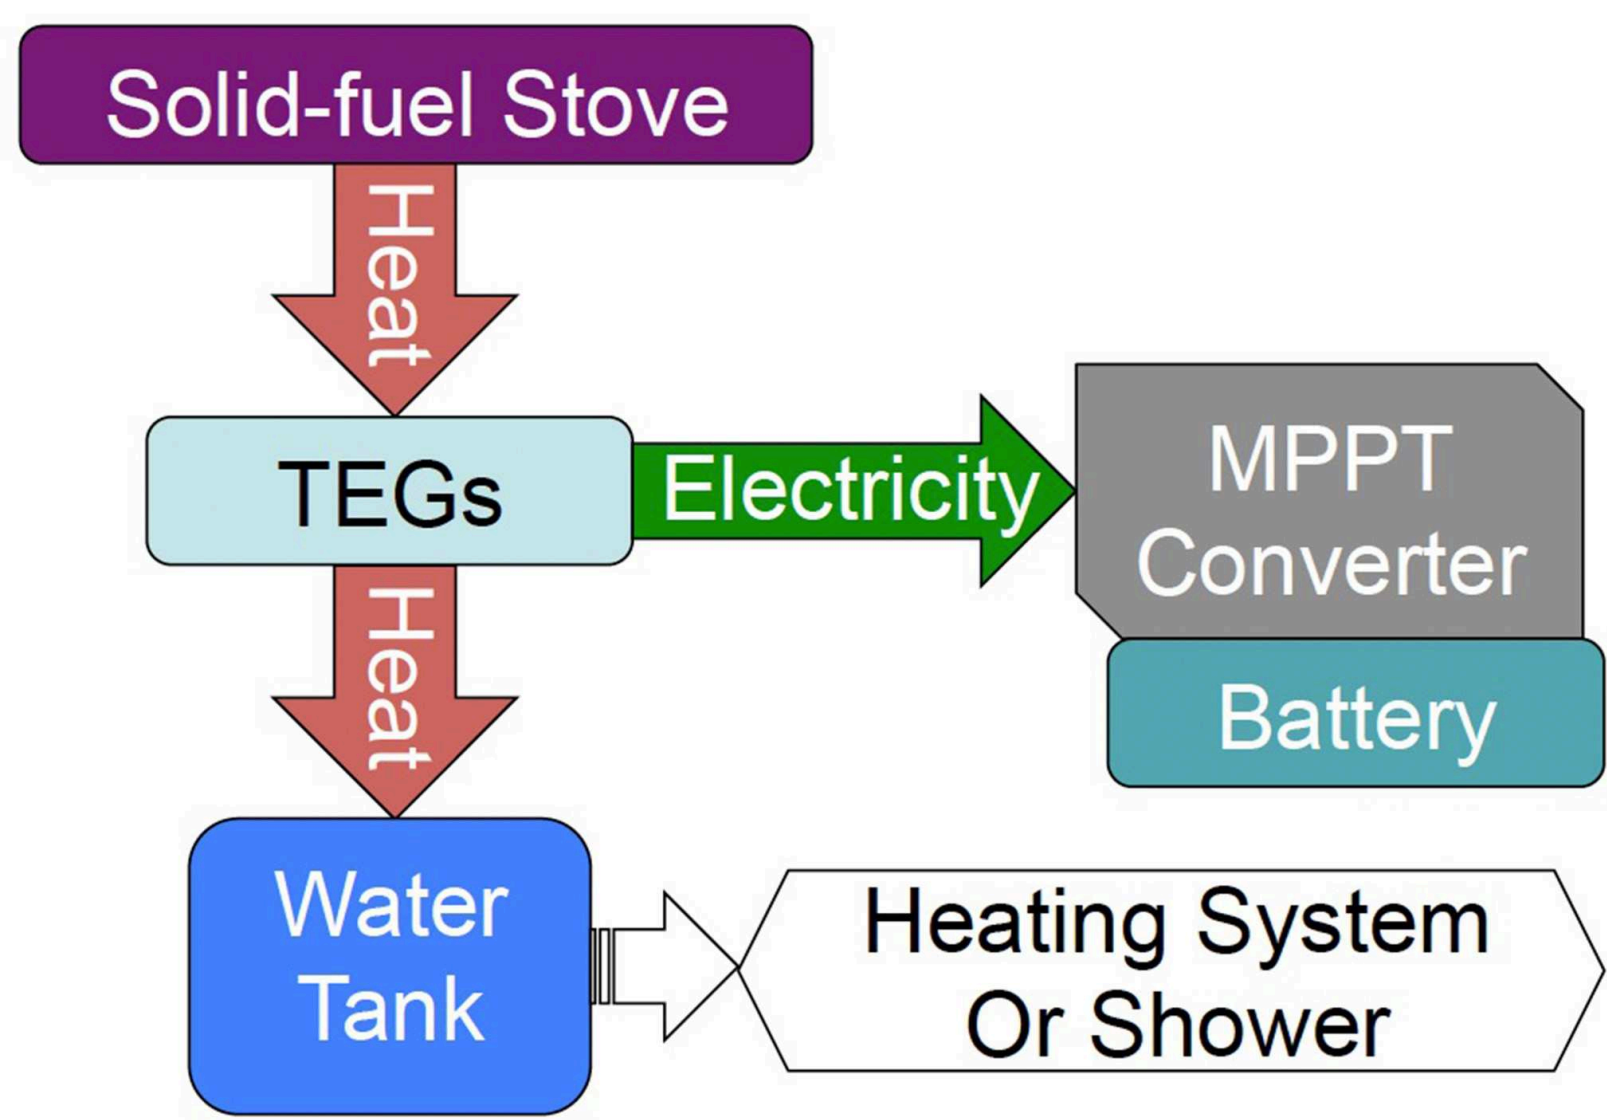 Solid-fuel Stove
Heat
TEGs
Electricity
MPPT
Converter
Battery
Heat
Water
Tank
Heating System
Or Shower